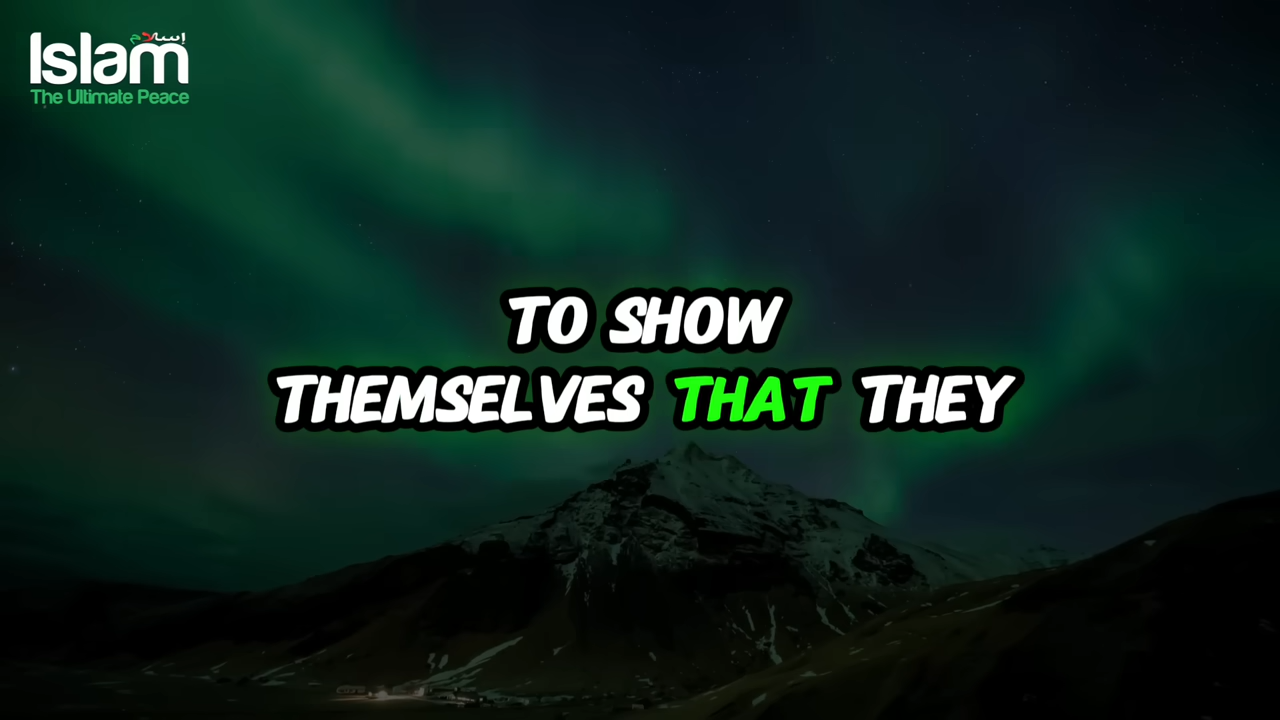 إسلام
Islam
The Ultimate Peace
TO SHOW
THEMSELVES THAT THEY